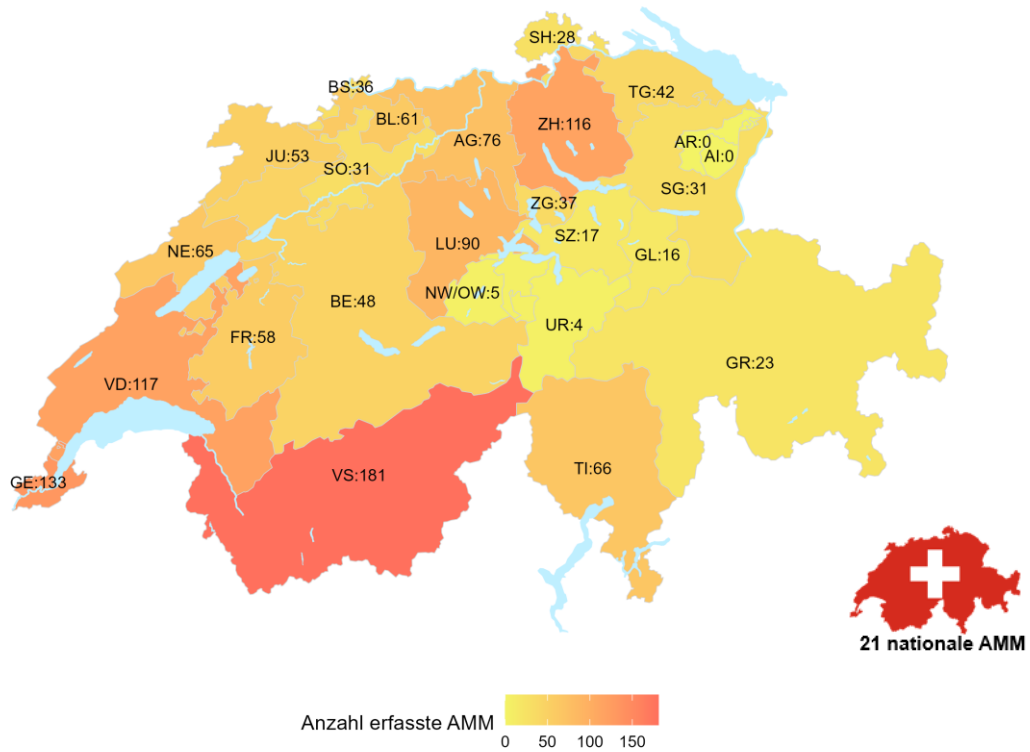 SH:28
BS:36
TG:42
BL:61
ZH:116
AG:76
AR:0
AI:0
JU:53
SO:31
SG:31
ZG:37
SZ:17
LU:90
NE:65
GL:16
NW/OW:5
BE:48
UR:4
FR:58
GR:23
VD:117
TI:66
VS:181
GE:133
21 nationale AMM
Anzahl erfasste AMM
0 50 100 150